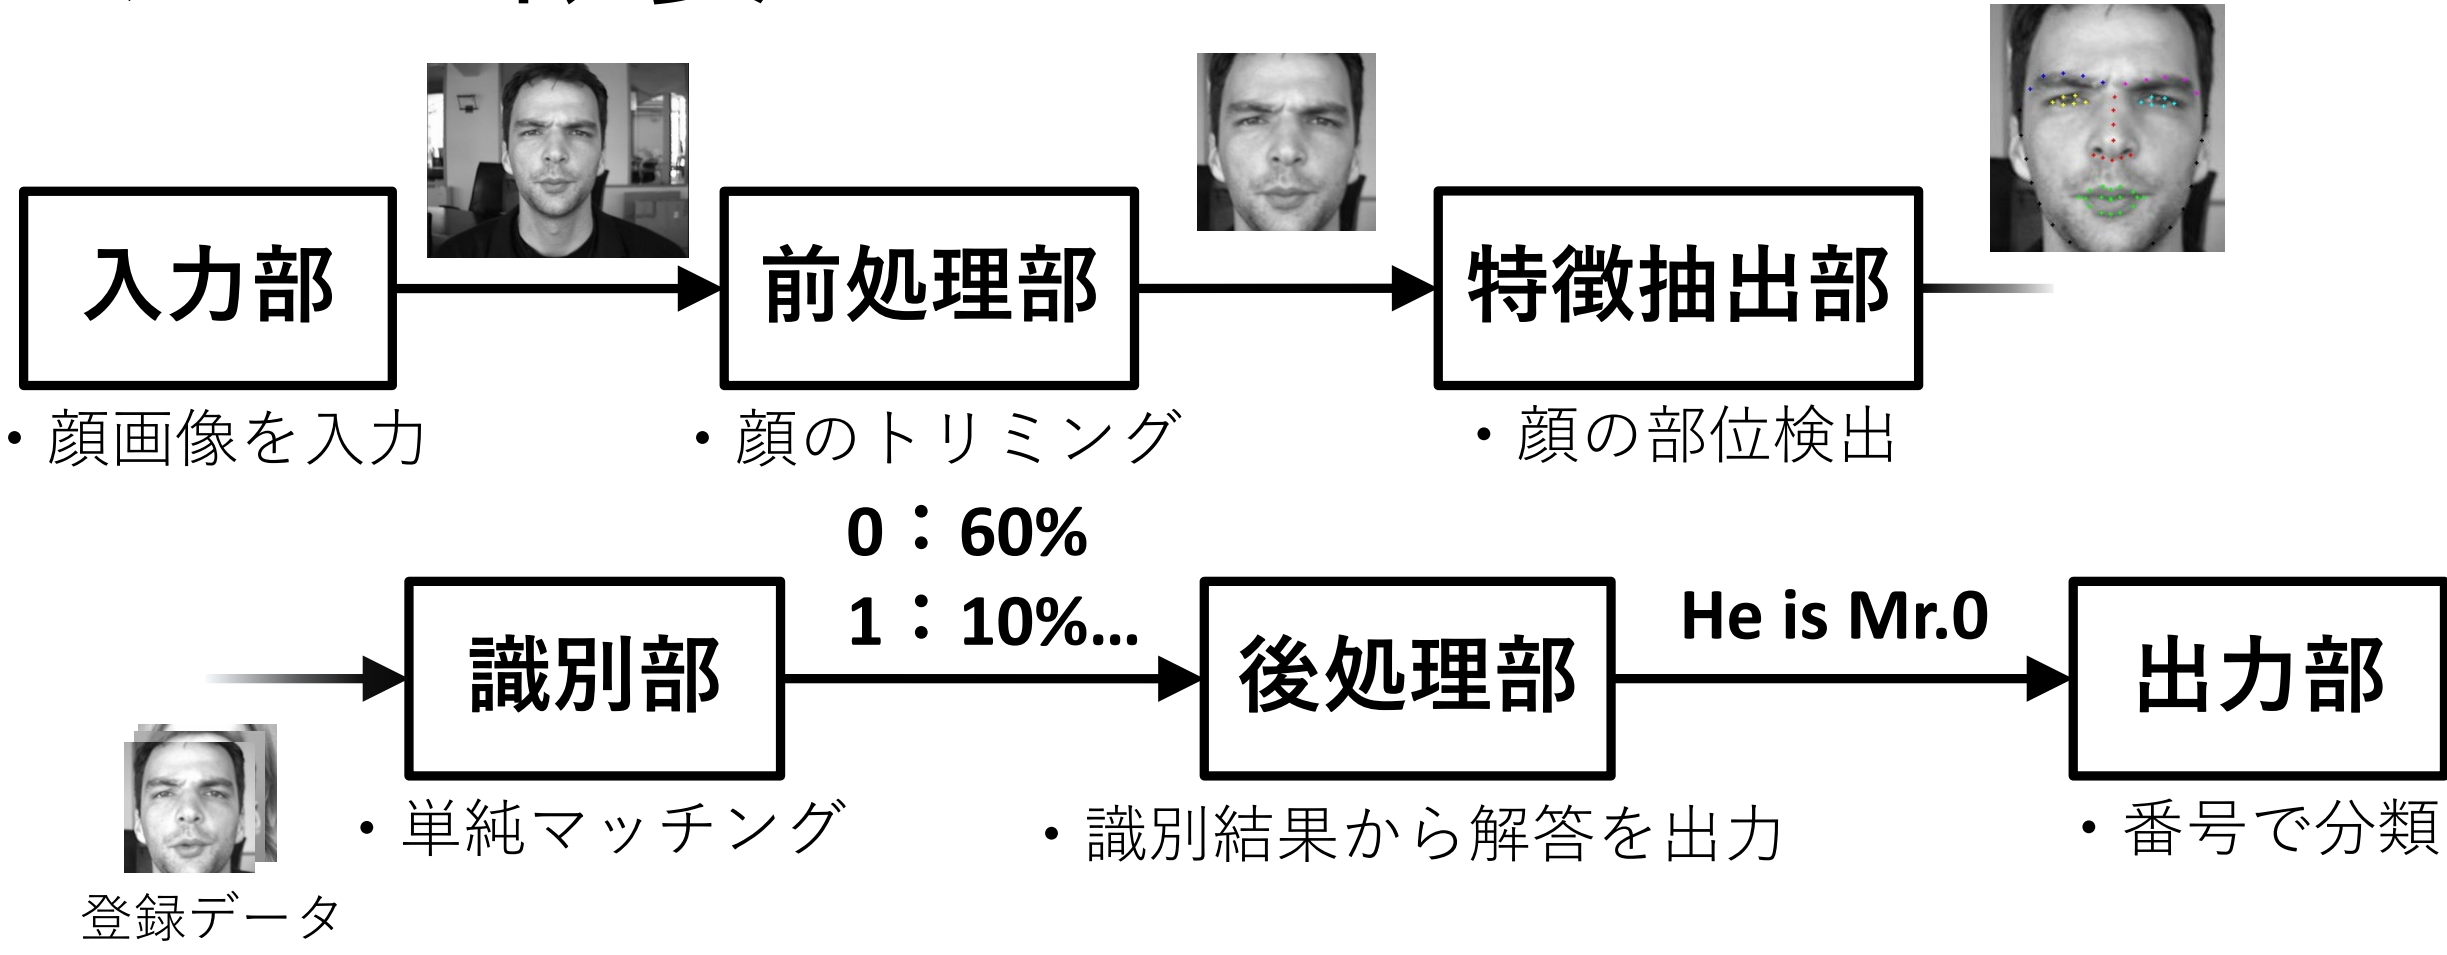 入力部
前処理部
特徴抽出部
・顔画像を入力
・顔のトリミング
・顔の部位検出
0：60%
1：10%...
He is Mr.0
識別部
後処理部
出力部
・単純マッチング
・識別結果から解答を出力
・番号で分類
登録データ